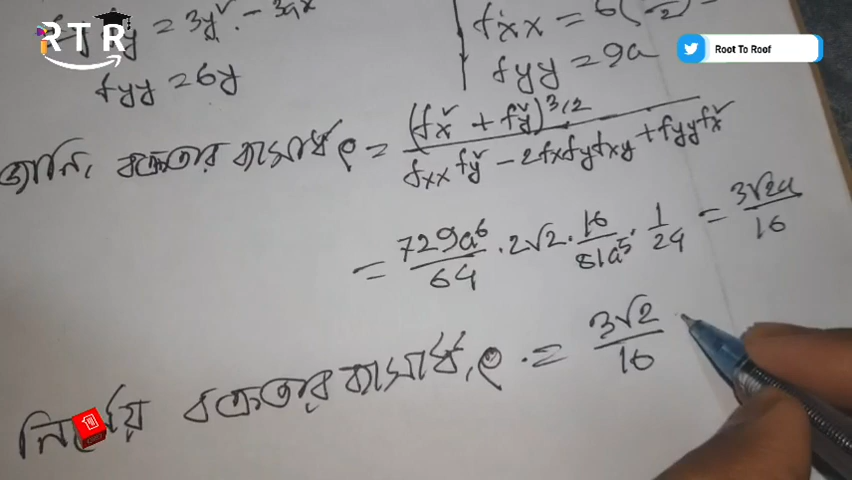 RTR
Root To Roof
y = 3y² - 3ax
fxx = 6(
2
fyy = 6y
fyy = 9a
জানি, বক্রতার ব্যাসার্ধ ρ = (fx² + fy²)^3/2 / fxx fy² - 2fxfyfxy + fyyfx²
= 729a⁶/64 · 2√2 · 16/81a⁵ · 1/24 = 3√2a/16
নির্ণেয় বক্রতার ব্যাসার্ধ, ρ = 3√2/16